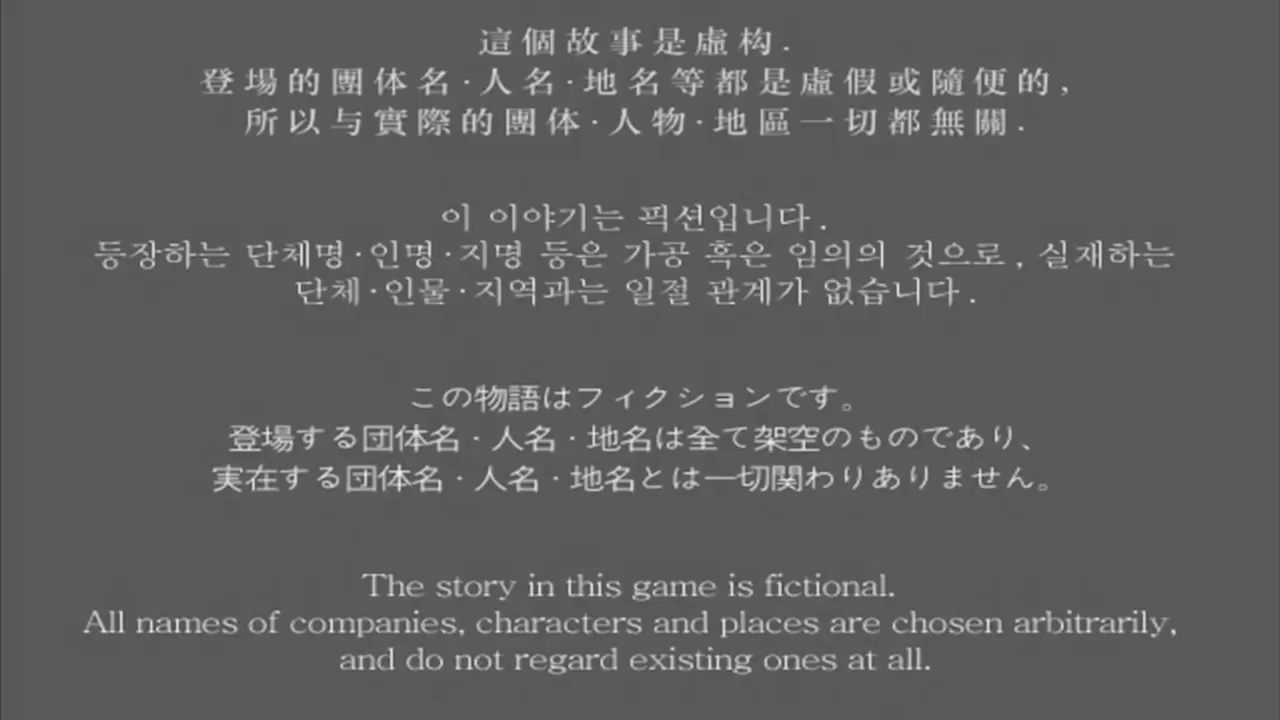 這個故事是虛构.
登場的團体名·人名·地名等都是虛假或隨便的,
所以与實際的團体·人物·地區一切都無關.
이 이야기는 픽션입니다.
등장하는 단체명·인명·지명 등은 가공 혹은 임의의 것으로, 실재하는
단체·인물·지역과는 일절 관계가 없습니다.
この物語はフィクションです。
登場する団体名·人名·地名は全て架空のものであり、
実在する団体名·人名·地名とは一切関わりありません。
The story in this game is fictional.
All names of companies, characters and places are chosen arbitrarily,
and do not regard existing ones at all.